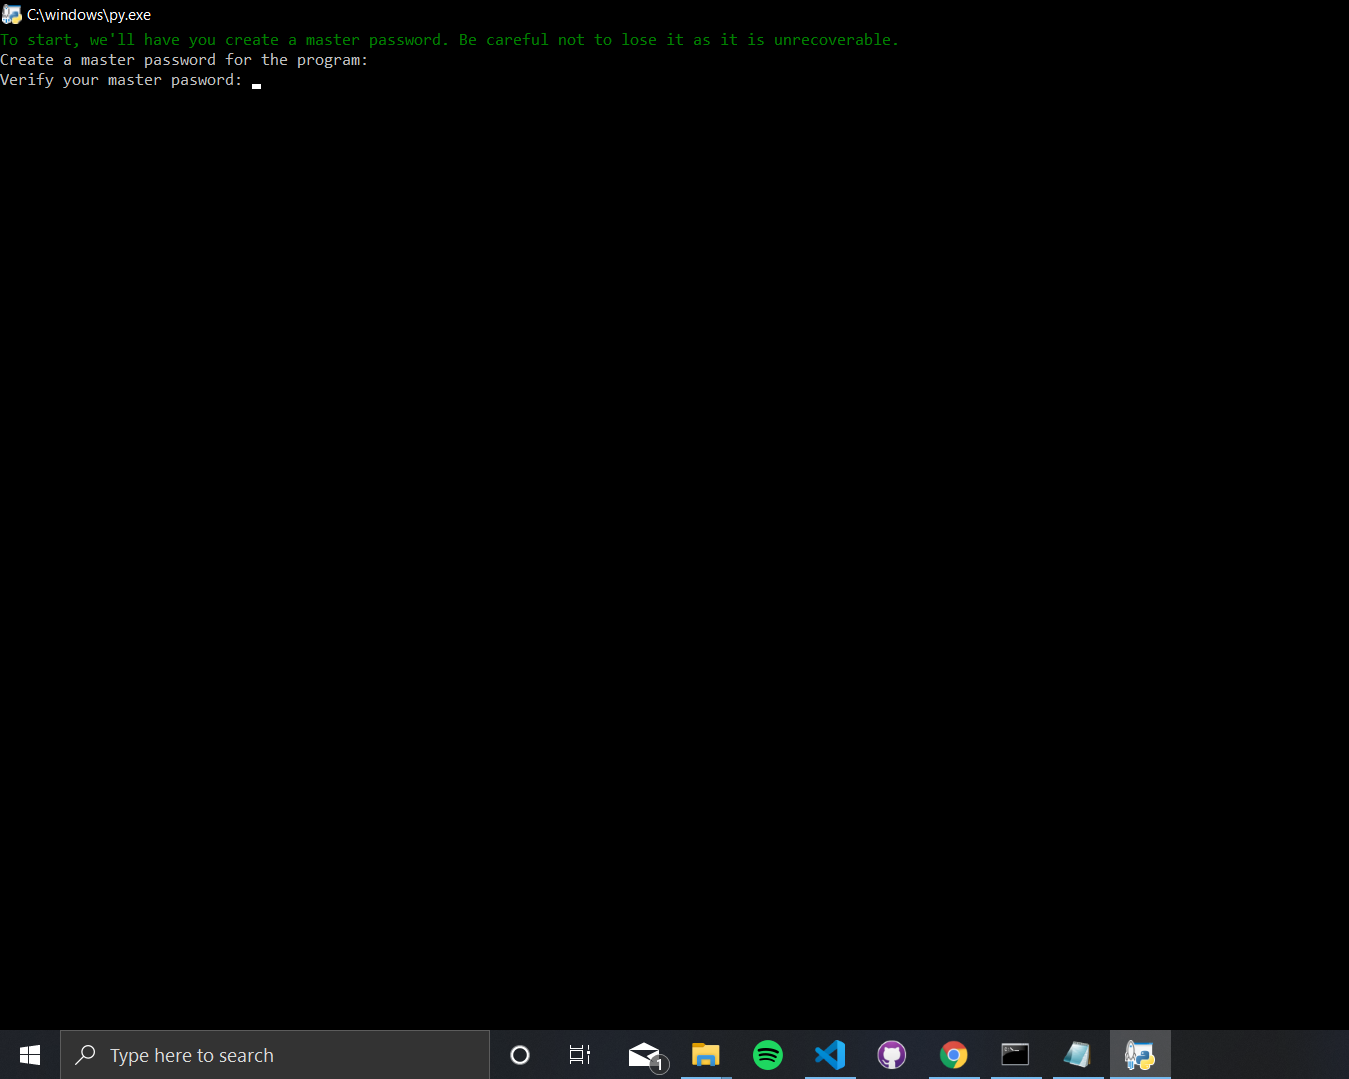 C:\windows\py.exe
To start, we'll have you create a master password. Be careful not to lose it as it is unrecoverable.
Create a master password for the program:
Verify your master pasword:
Type here to search
1